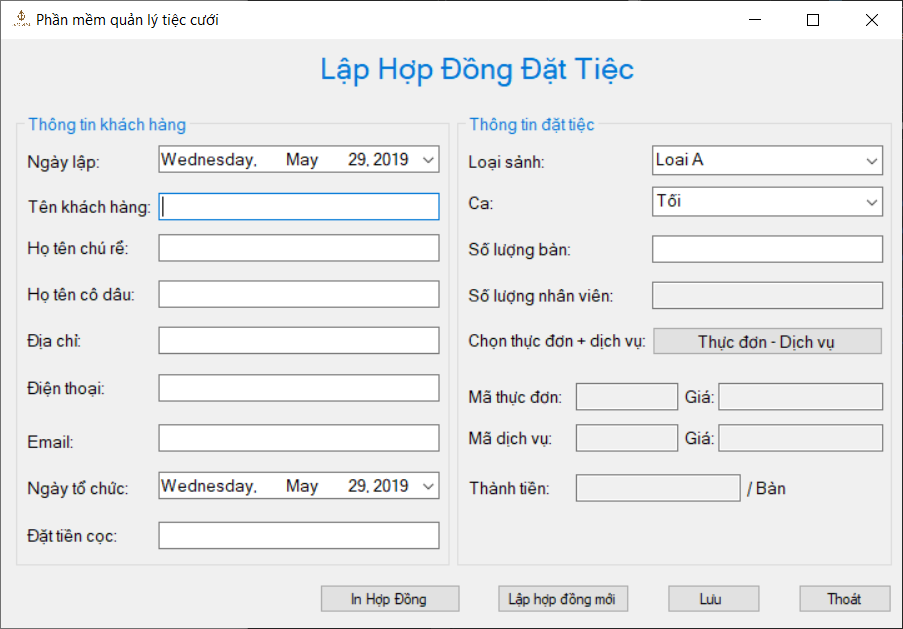 Phần mềm quản lý tiệc cưới
Lập Hợp Đồng Đặt Tiệc
Thông tin khách hàng
Ngày lập: Wednesday, May 29, 2019
Tên khách hàng:
Họ tên chú rể:
Họ tên cô dâu:
Địa chỉ:
Điện thoại:
Email:
Ngày tổ chức: Wednesday, May 29, 2019
Đặt tiền cọc:
Thông tin đặt tiệc
Loại sảnh: Loai A
Ca: Tối
Số lượng bàn:
Số lượng nhân viên:
Chọn thực đơn + dịch vụ: Thực đơn - Dịch vụ
Mã thực đơn: Giá:
Mã dịch vụ: Giá:
Thành tiền: / Bàn
In Hợp Đồng Lập hợp đồng mới Lưu Thoát